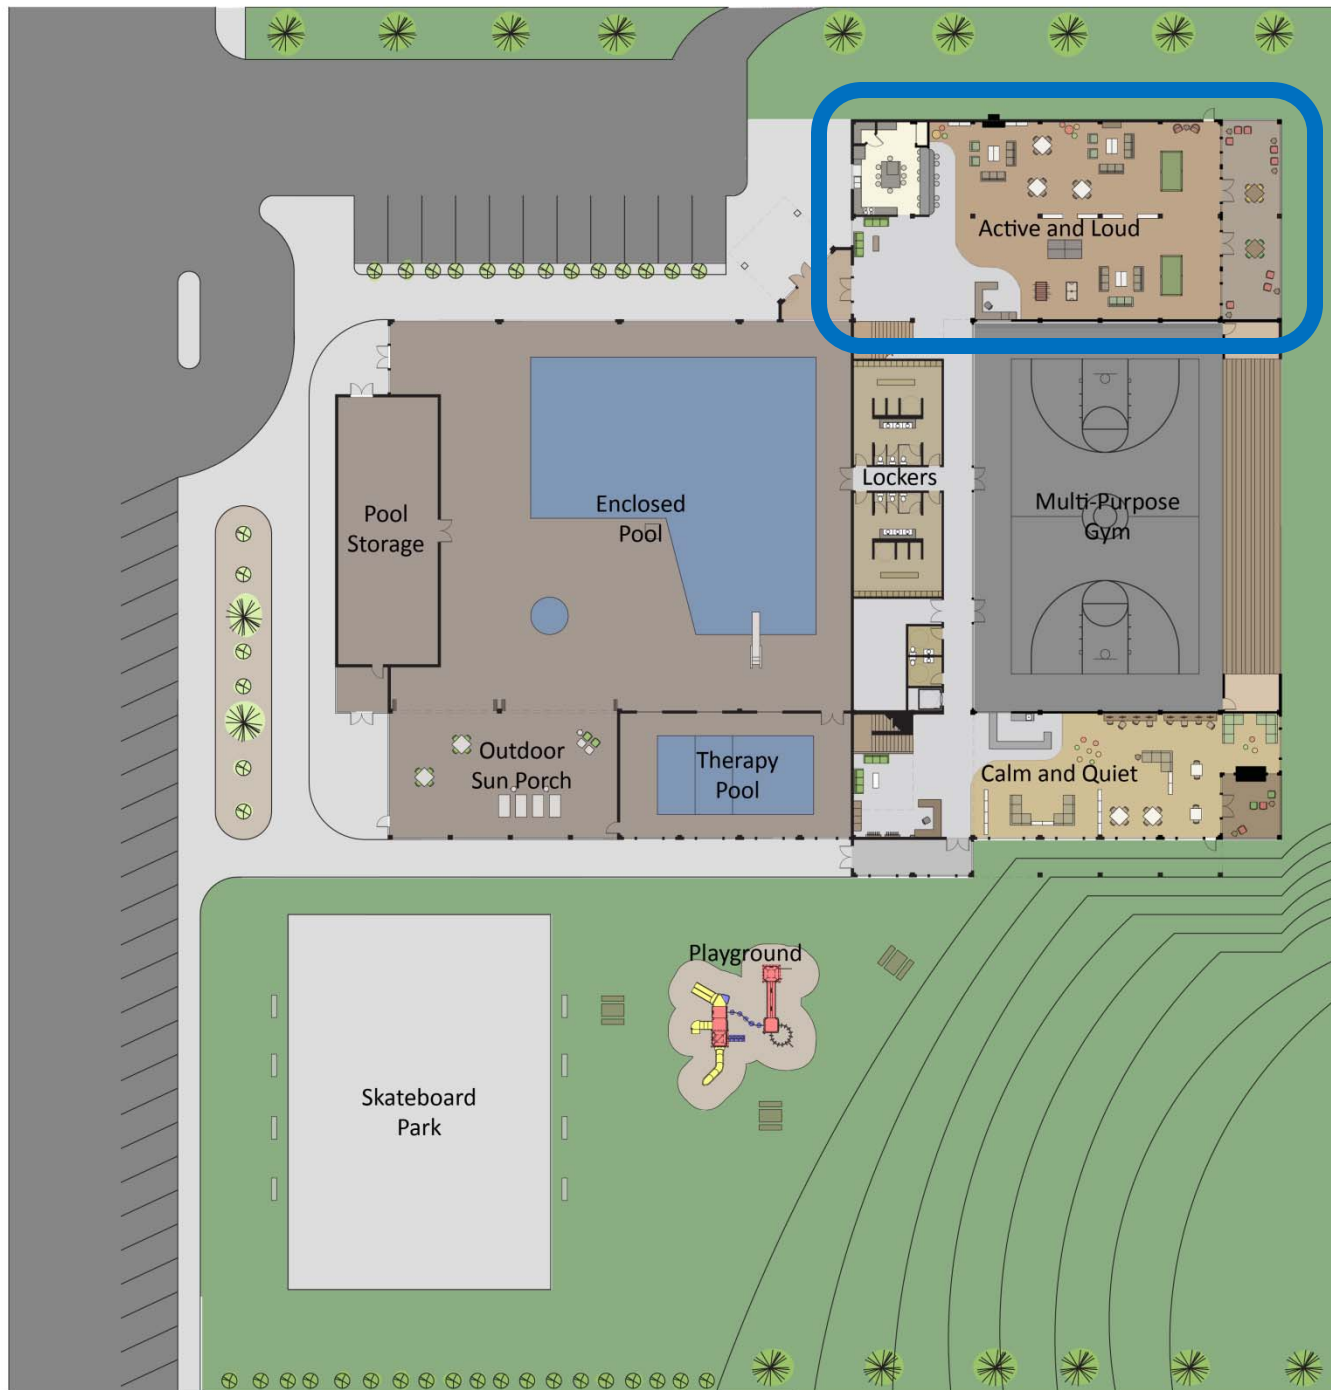 Active and Loud
Lockers
Enclosed
Pool
Multi-Purpose
Gym
Pool
Storage
Outdoor
Sun Porch
Therapy
Pool
Calm and Quiet
Playground
Skateboard
Park